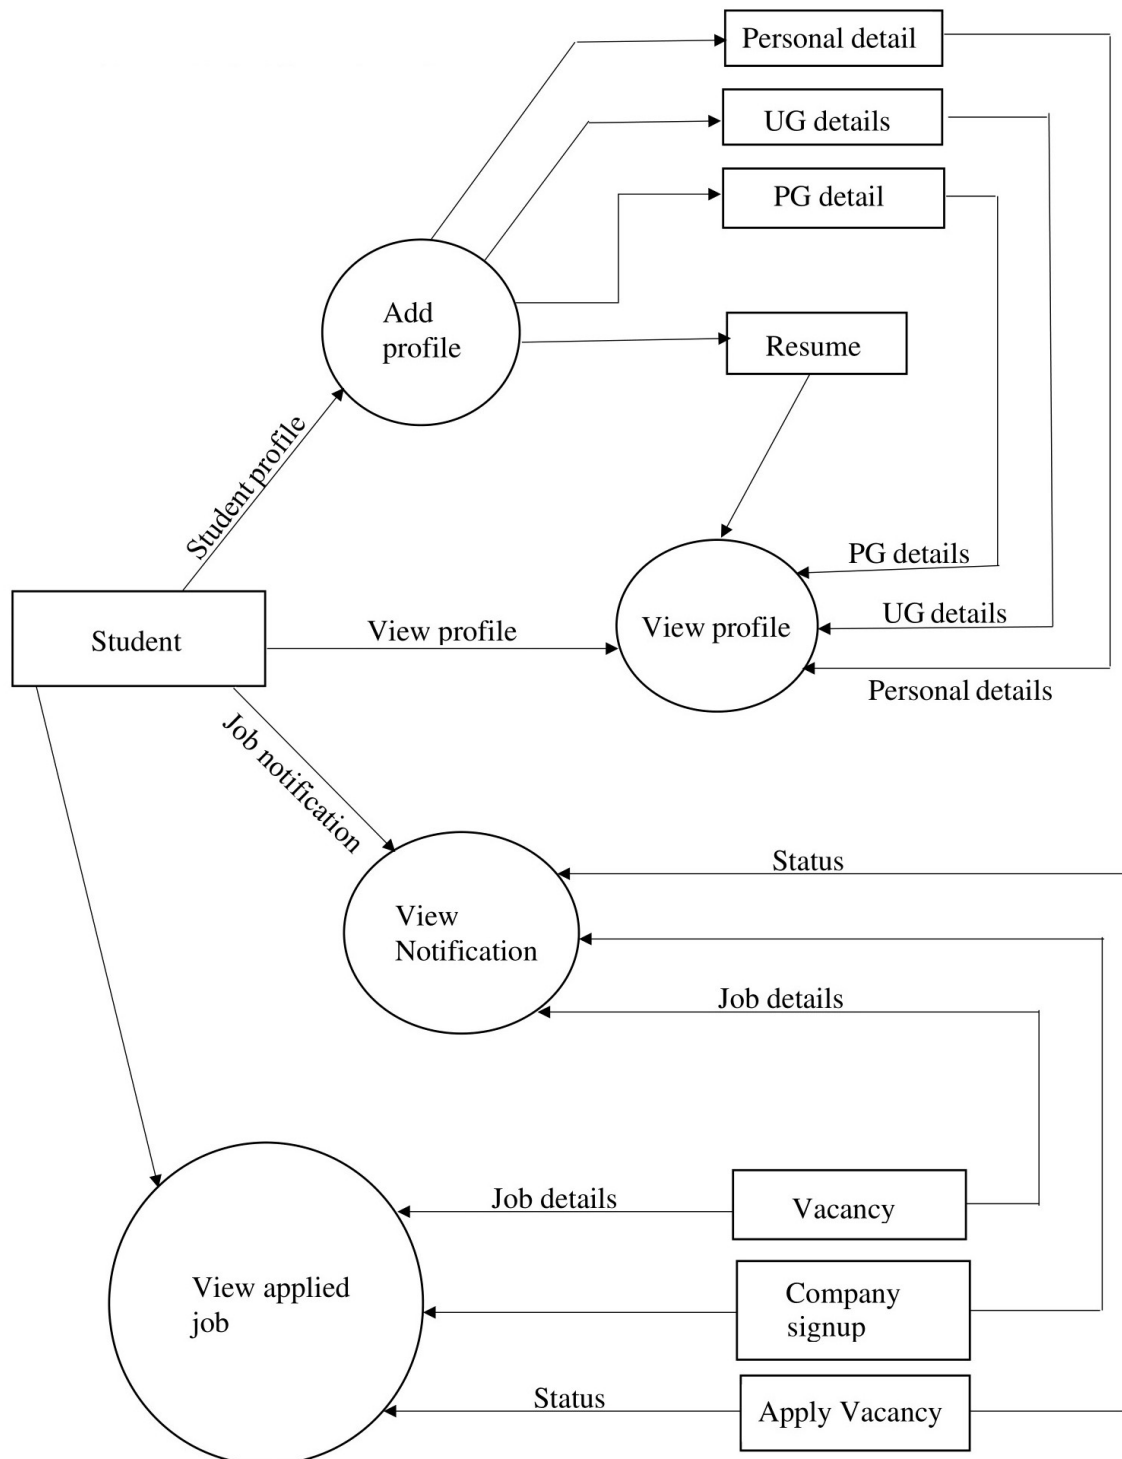 Personal detail
UG details
PG detail
Add
profile
Resume
Student profile
PG details
UG details
Student
View profile
View profile
Personal details
Job notification
Status
View
Notification
Job details
Job details
Vacancy
View applied
job
Company
signup
Status
Apply Vacancy